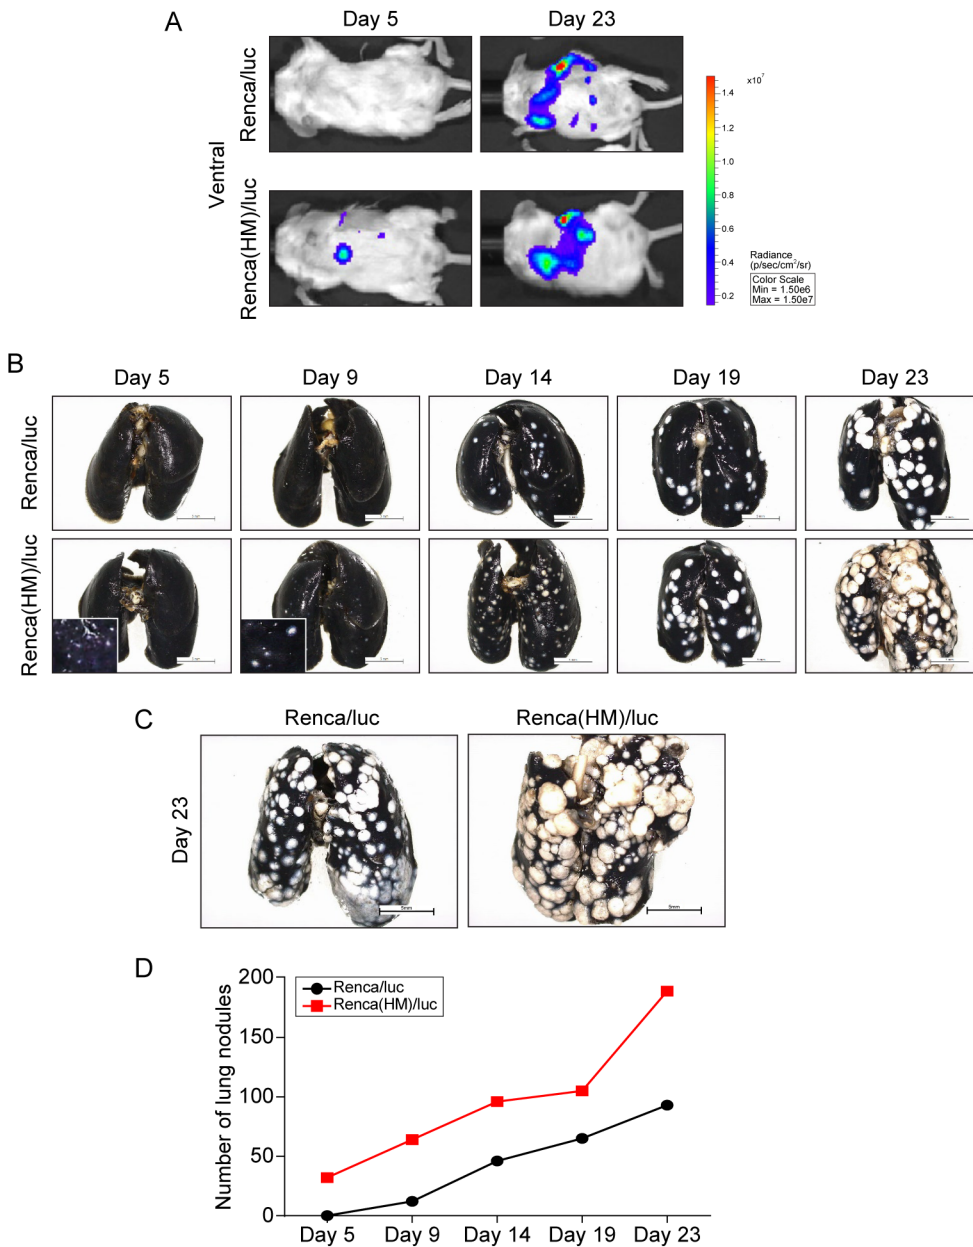 A
Day 5
Day 23
Ventral
Renca/luc
Renca(HM)/luc
x10⁷
1.4
1.2
1.0
0.8
0.6
0.4
0.2
Radiance
(p/sec/cm²/sr)
Color Scale
Min = 1.50e6
Max = 1.50e7
B
Day 5
Day 9
Day 14
Day 19
Day 23
Renca/luc
Renca(HM)/luc
C
Renca/luc
Renca(HM)/luc
Day 23
5mm
5mm
D
Number of lung nodules
200
150
100
50
0
Renca/luc
Renca(HM)/luc
Day 5
Day 9
Day 14
Day 19
Day 23